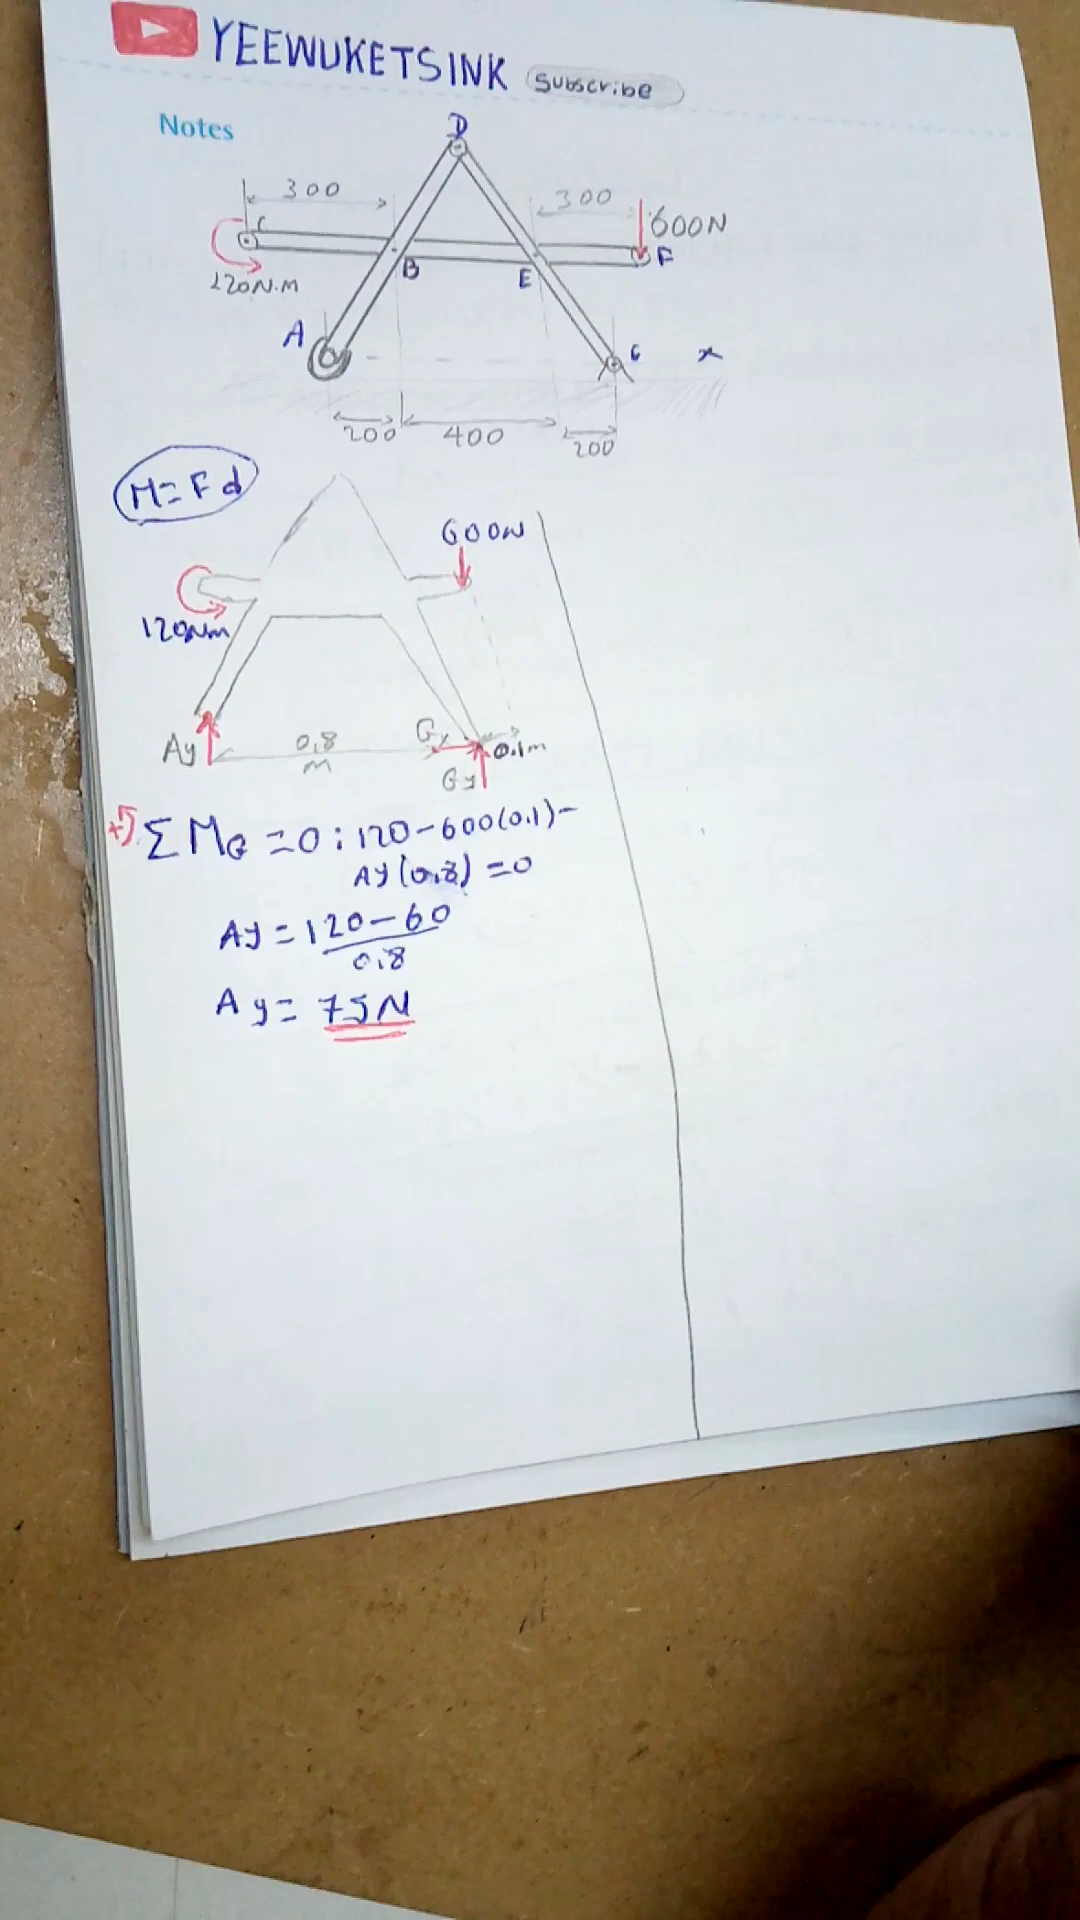 YEEWUKETSINK subscribe
Notes
D
300
300
600N
C
F
B
E
120N.M
A
G
x
200
400
200
M=Fd
600N
120Nm
Ay
0.8
m
Gx
0.1m
Gy
+
ΣMG=0: 120-600(0.1)-
Ay(0.8)=0
Ay=120-60
0.8
Ay= 75N